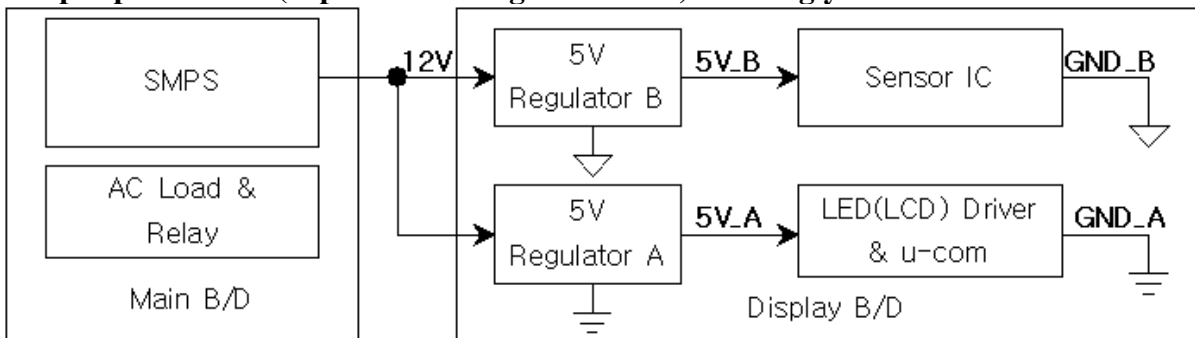 12V
5V
Regulator B
5V_B
Sensor IC
GND_B
SMPS
AC Load &
Relay
Main B/D
5V
Regulator A
5V_A
LED(LCD) Driver
& u-com
GND_A
Display B/D